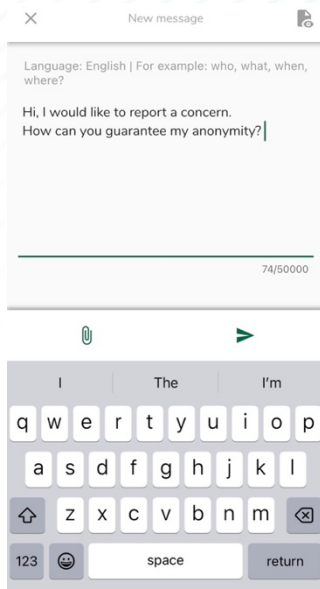 New message
Language: English | For example: who, what, when,
where?
Hi, I would like to report a concern.
How can you guarantee my anonymity?
74/50000
I The I'm
q w e r t y u i o p
a s d f g h j k l
z x c v b n m
123 space return